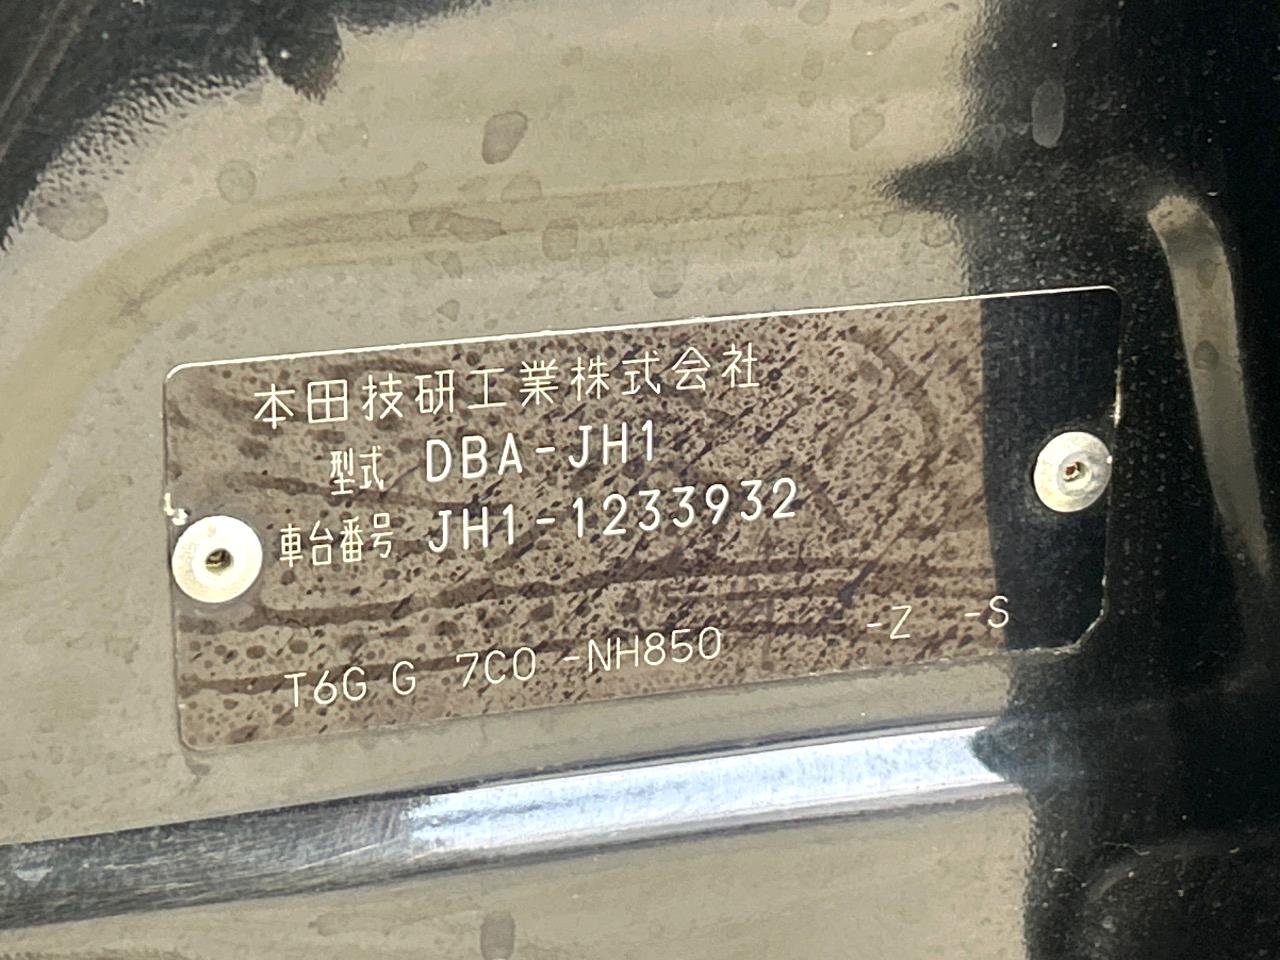 本田技研工業株式会社
型式 DBA-JH1
車台番号 JH1-1233932
T6G G 7C0 -NH850 -Z -S